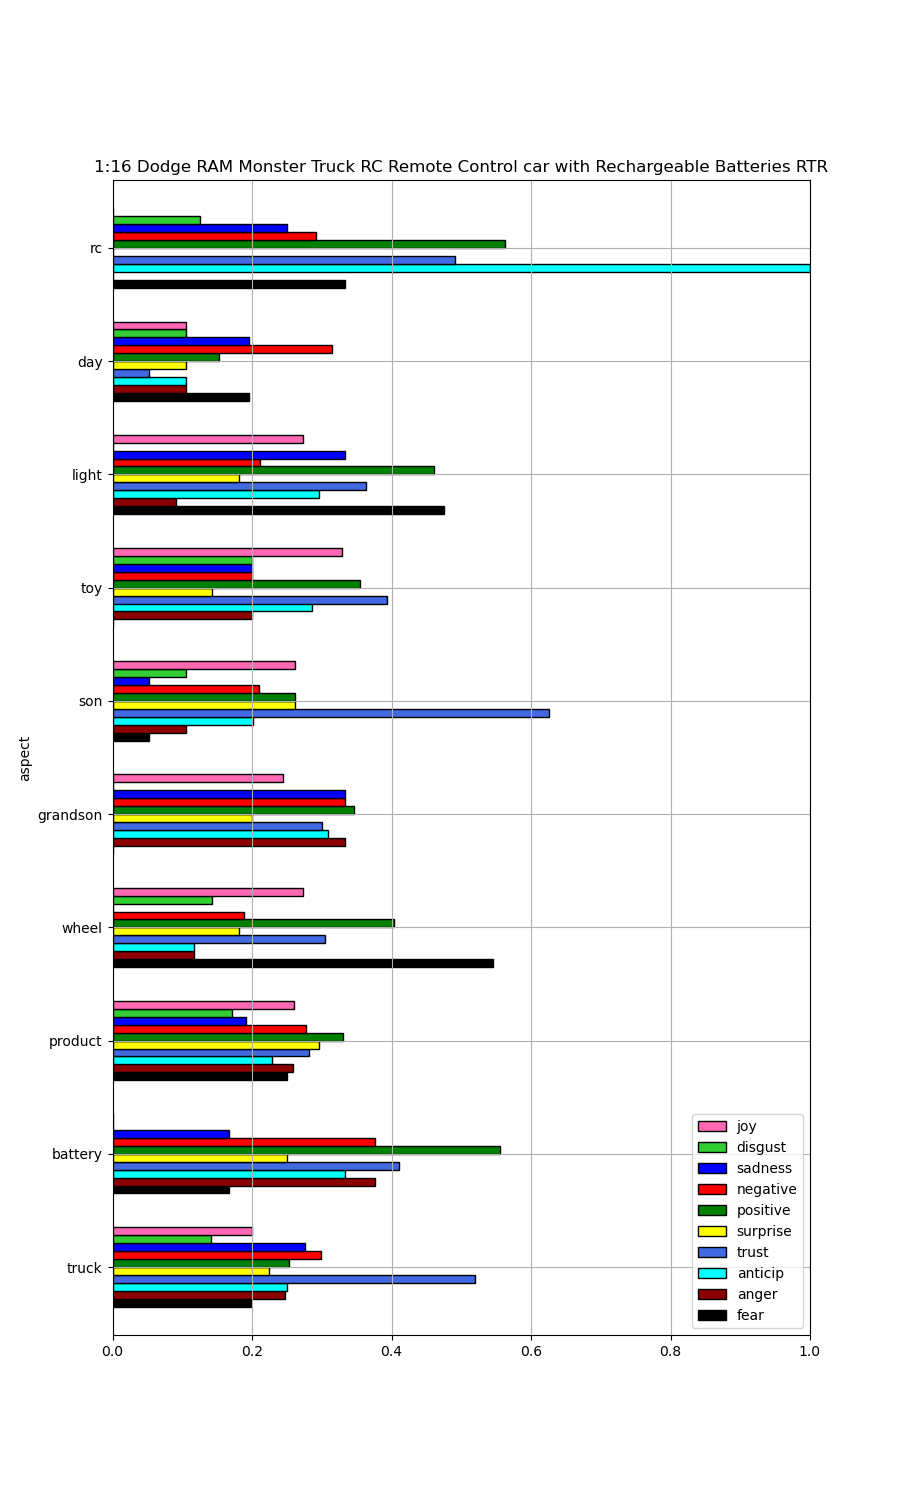 1:16 Dodge RAM Monster Truck RC Remote Control car with Rechargeable Batteries RTR
rc
day
light
toy
son
aspect
grandson
wheel
product
battery
truck
joy
disgust
sadness
negative
positive
surprise
trust
anticip
anger
fear
0.0 0.2 0.4 0.6 0.8 1.0